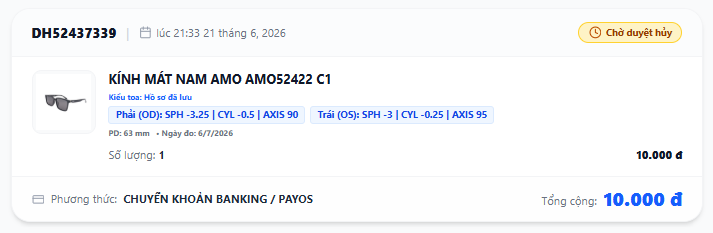 DH52437339 | lúc 21:33 21 tháng 6, 2026 Chờ duyệt hủy
KÍNH MÁT NAM AMO AMO52422 C1
Kiểu toa: Hồ sơ đã lưu
Phải (OD): SPH -3.25 | CYL -0.5 | AXIS 90 Trái (OS): SPH -3 | CYL -0.25 | AXIS 95
PD: 63 mm • Ngày đo: 6/7/2026
Số lượng: 1 10.000 đ
Phương thức: CHUYỂN KHOẢN BANKING / PAYOS Tổng cộng: 10.000 đ